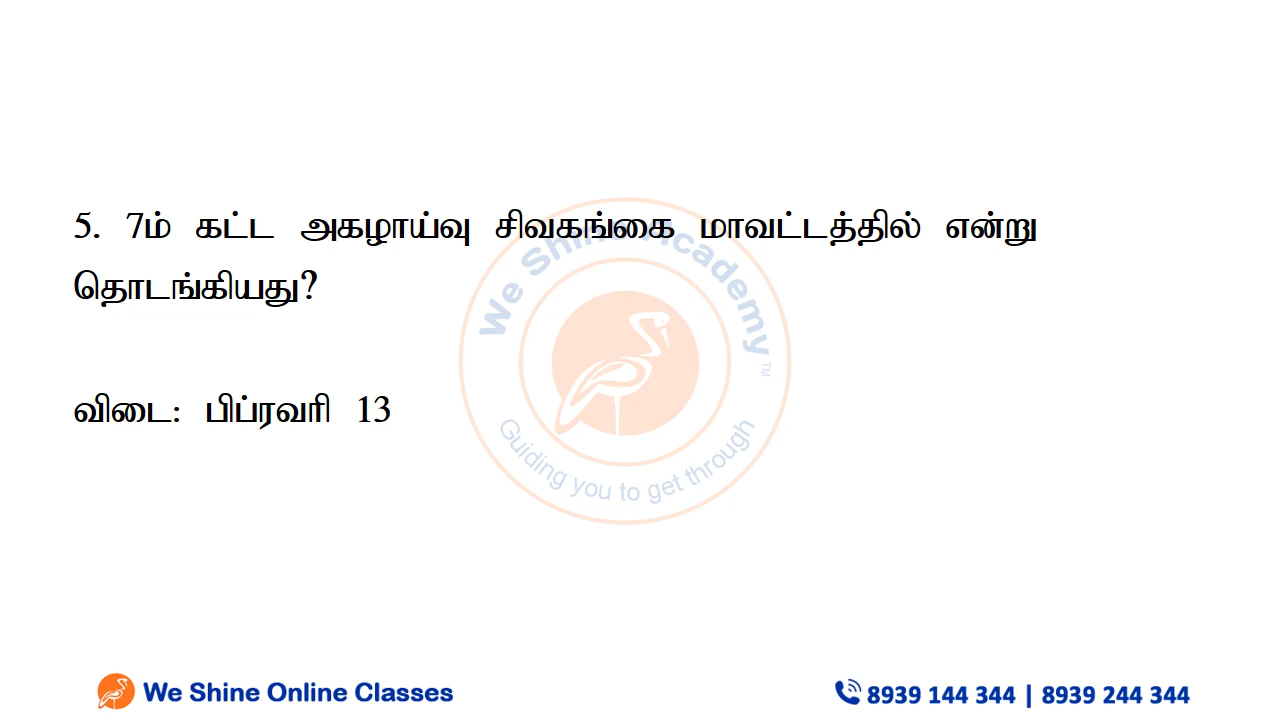 5. 7ம் கட்ட அகழாய்வு சிவகங்கை மாவட்டத்தில் என்று
தொடங்கியது?
விடை: பிப்ரவரி 13
We Shine Academy
TM
Guiding you to get through
We Shine Online Classes
8939 144 344 | 8939 244 344